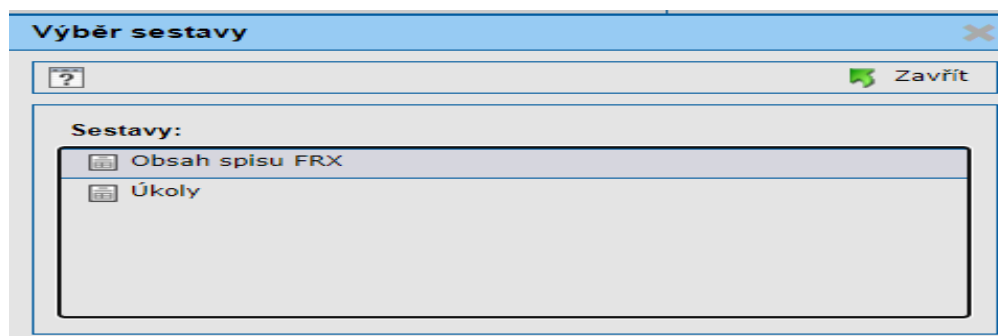 Výběr sestavy
Zavřít
Sestavy:
Obsah spisu FRX
Úkoly